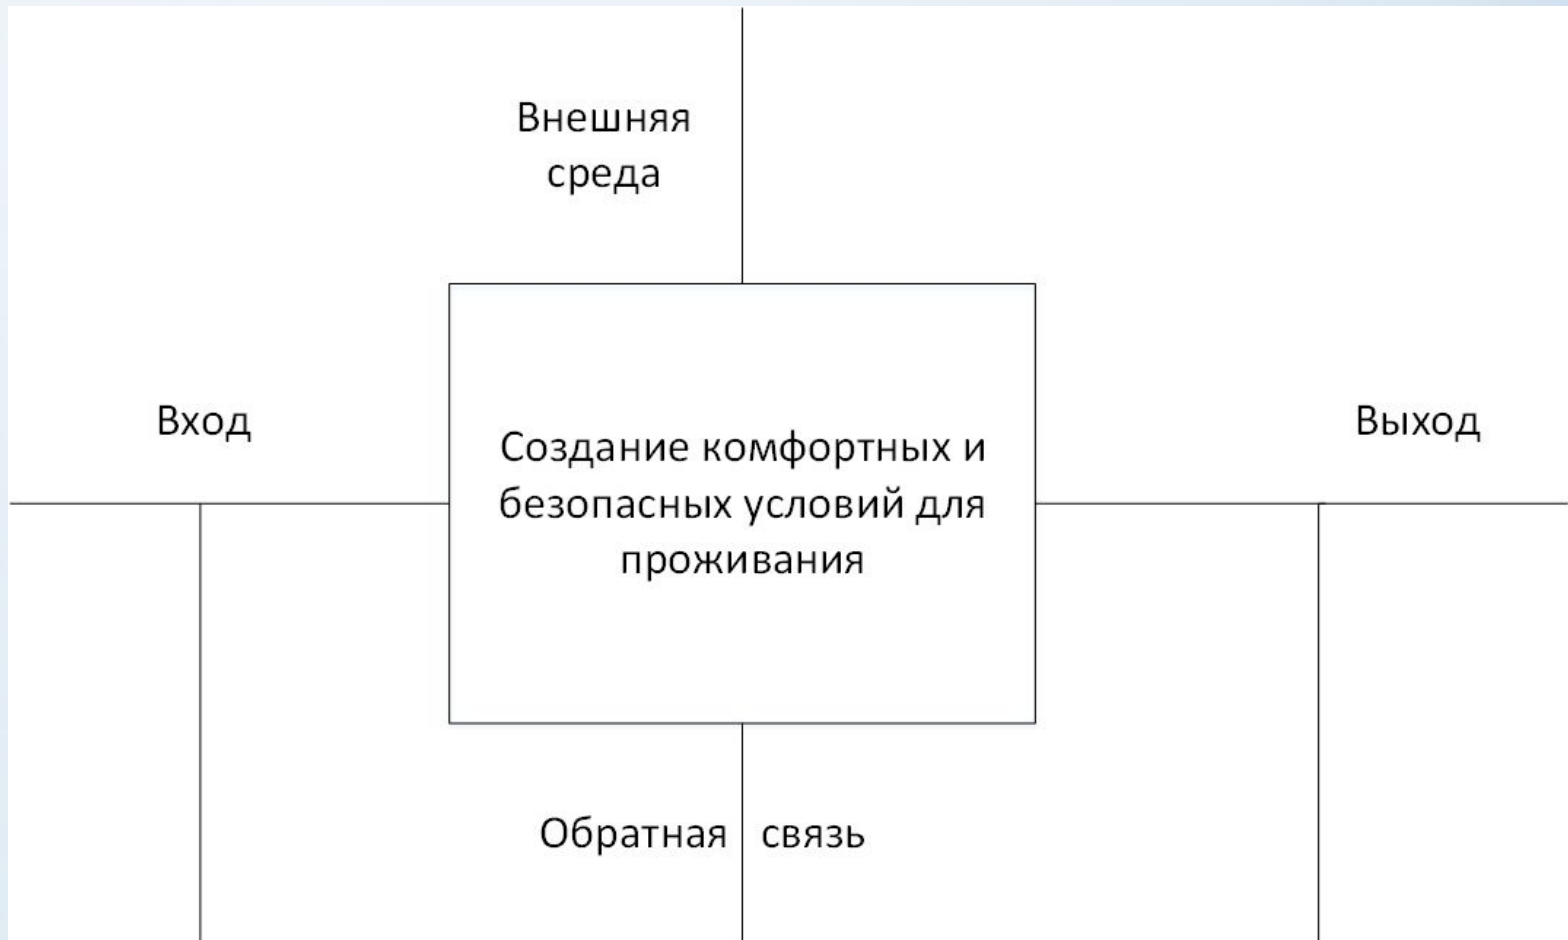 Внешняя
среда
Вход
Выход
Создание комфортных и
безопасных условий для
проживания
Обратная связь